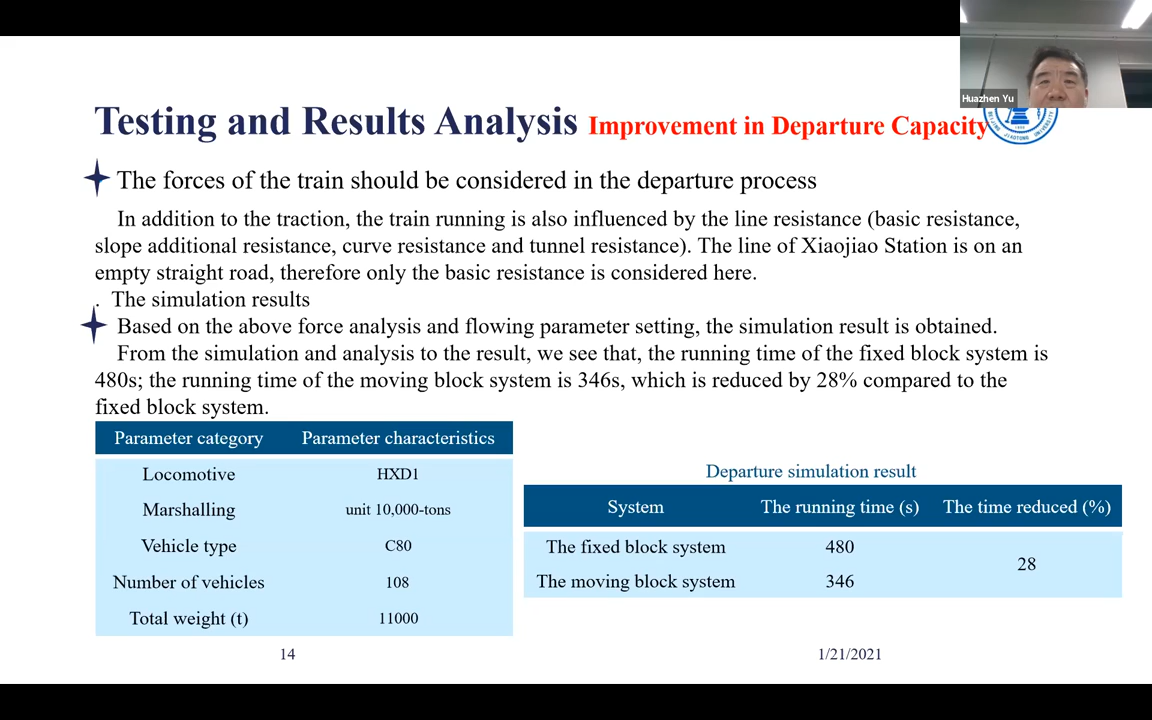 Huazhen Yu
Testing and Results Analysis Improvement in Departure Capacity
The forces of the train should be considered in the departure process
In addition to the traction, the train running is also influenced by the line resistance (basic resistance,
slope additional resistance, curve resistance and tunnel resistance). The line of Xiaojiao Station is on an
empty straight road, therefore only the basic resistance is considered here.
. The simulation results
Based on the above force analysis and flowing parameter setting, the simulation result is obtained.
From the simulation and analysis to the result, we see that, the running time of the fixed block system is
480s; the running time of the moving block system is 346s, which is reduced by 28% compared to the
fixed block system.
Parameter category Parameter characteristics
Locomotive HXD1
Marshalling unit 10,000-tons
Vehicle type C80
Number of vehicles 108
Total weight (t) 11000
Departure simulation result
System The running time (s) The time reduced (%)
The fixed block system 480
28
The moving block system 346
14 1/21/2021